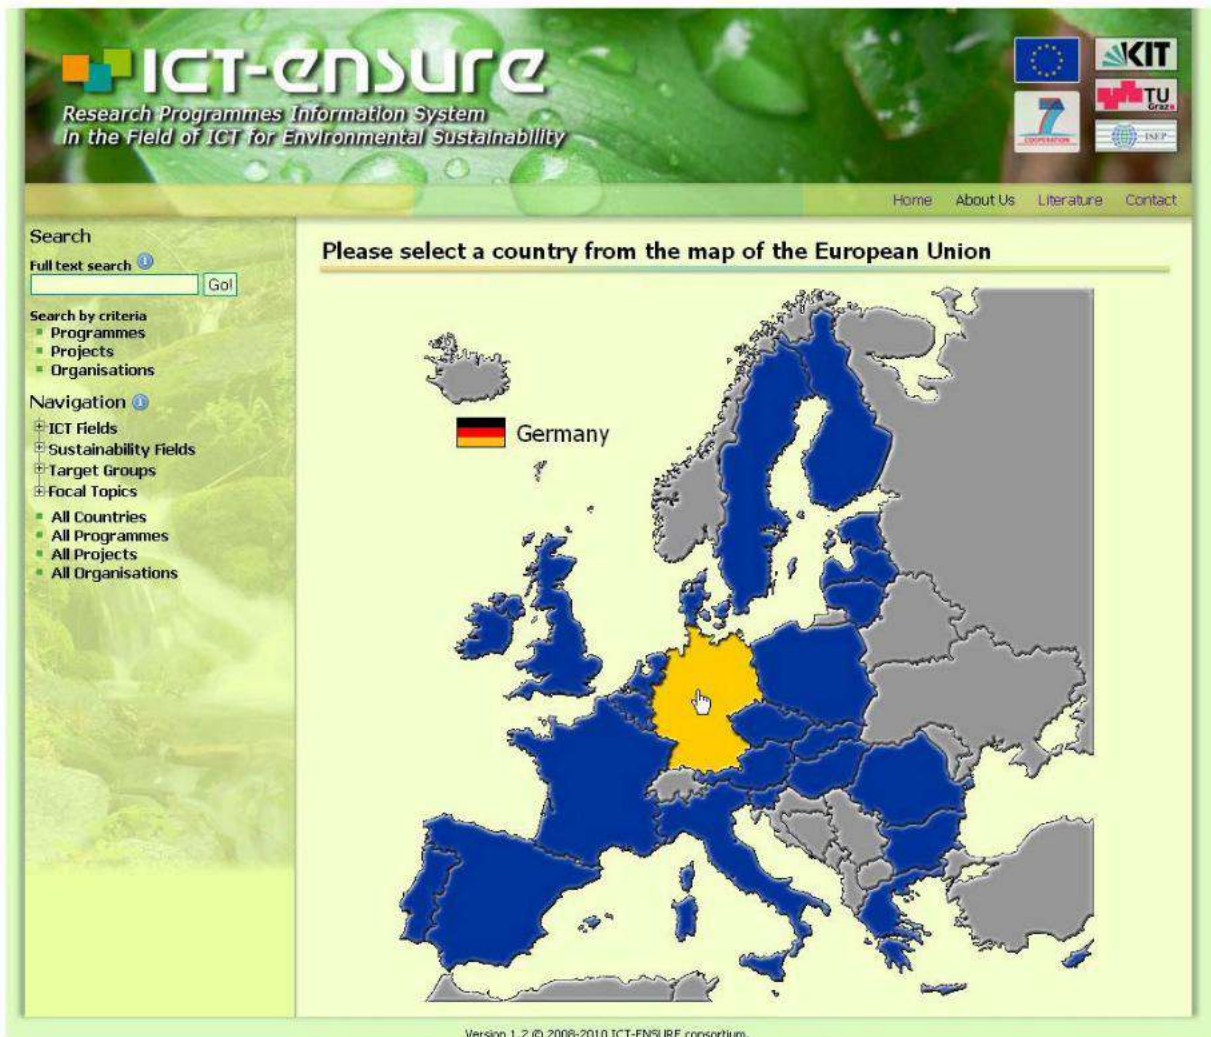 ICT-ensure
Research Programmes Information System
in the Field of ICT for Environmental Sustainability
7
COOPERATION
KIT
TU
Graz
ISEP
Home About Us Literature Contact
Search
Full text search
Go!
Search by criteria
Programmes
Projects
Organisations
Navigation
ICT Fields
Sustainability Fields
Target Groups
Focal Topics
All Countries
All Programmes
All Projects
All Organisations
Please select a country from the map of the European Union
Germany
Version 1.2 © 2008-2010 ICT-ENSURE consortium.